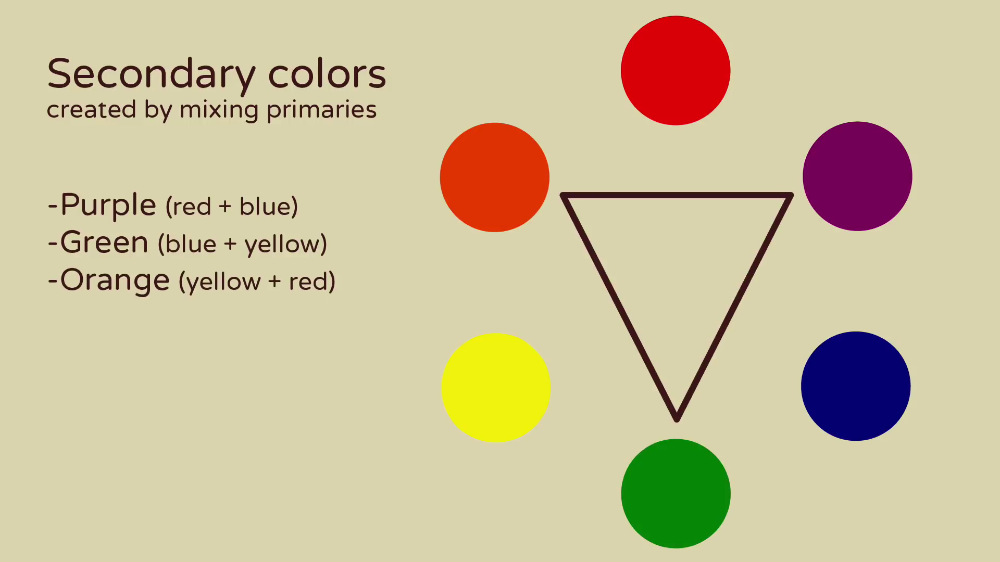 Secondary colors
created by mixing primaries
-Purple (red + blue)
-Green (blue + yellow)
-Orange (yellow + red)